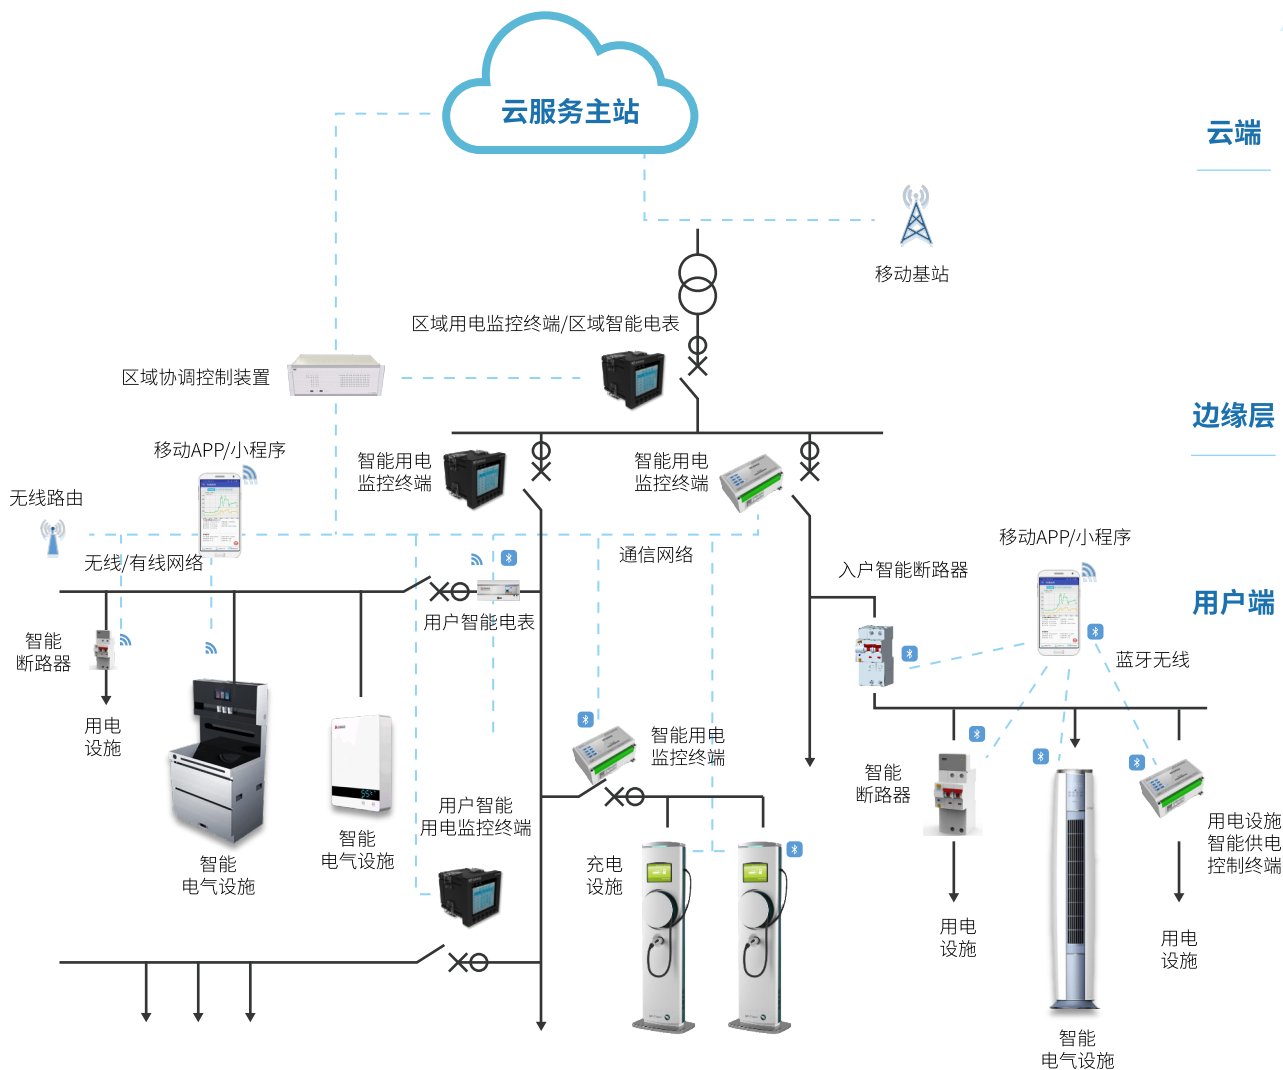 云服务主站
云端
移动基站
区域用电监控终端/区域智能电表
区域协调控制装置
边缘层
移动APP/小程序
智能用电
监控终端
智能用电
监控终端
无线路由
无线/有线网络
通信网络
移动APP/小程序
入户智能断路器
用户端
用户智能电表
智能
断路器
蓝牙无线
用电
设施
智能用电
监控终端
智能
断路器
用户智能
用电监控终端
用电设施
智能供电
控制终端
智能
电气设施
智能
电气设施
充电
设施
用电
设施
用电
设施
智能
电气设施